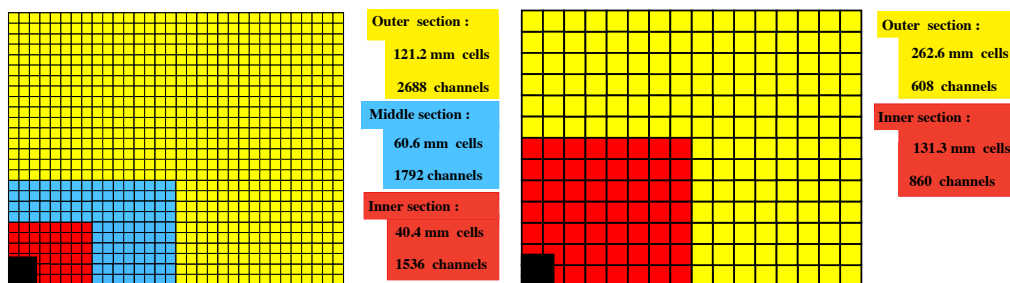 Outer section :
121.2 mm cells
2688 channels
Middle section :
60.6 mm cells
1792 channels
Inner section :
40.4 mm cells
1536 channels
Outer section :
262.6 mm cells
608 channels
Inner section :
131.3 mm cells
860 channels